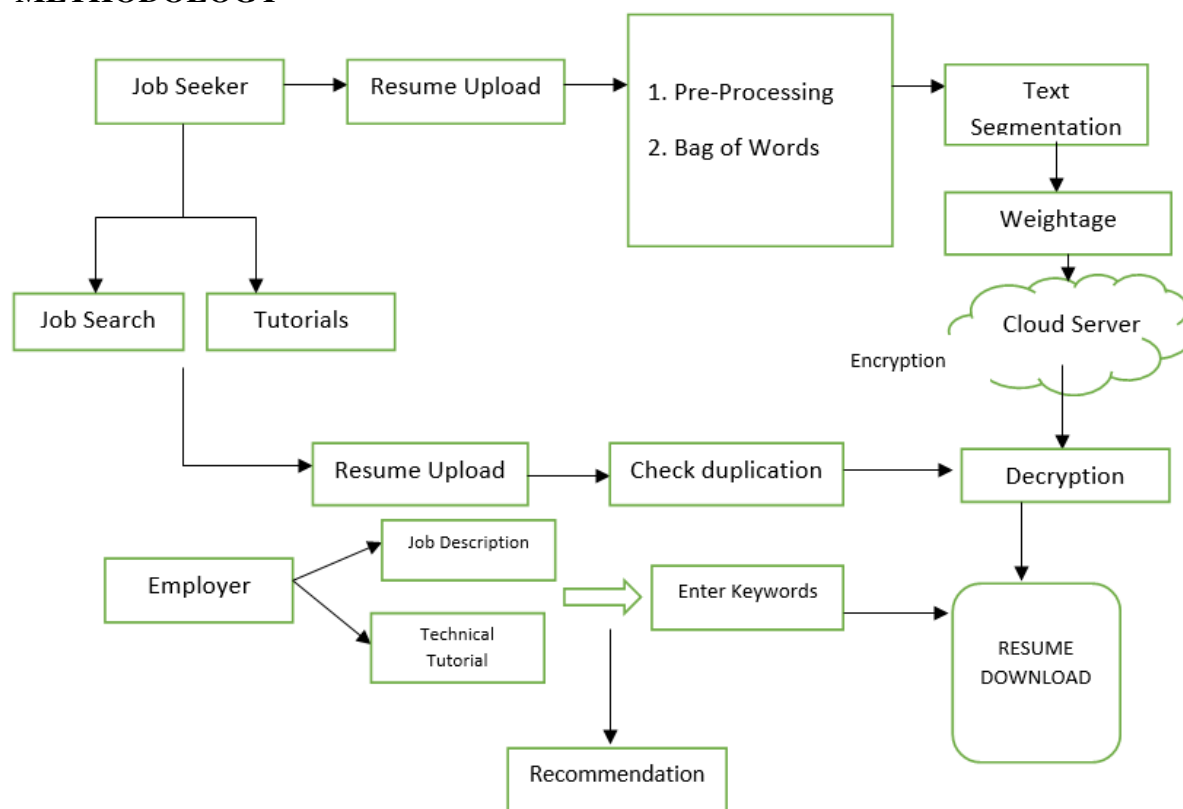 METHODOLOGY
Job Seeker
Resume Upload
1. Pre-Processing
2. Bag of Words
Text
Segmentation
Weightage
Job Search
Tutorials
Cloud Server
Encryption
Resume Upload
Check duplication
Decryption
Employer
Job Description
Technical
Tutorial
Enter Keywords
RESUME
DOWNLOAD
Recommendation